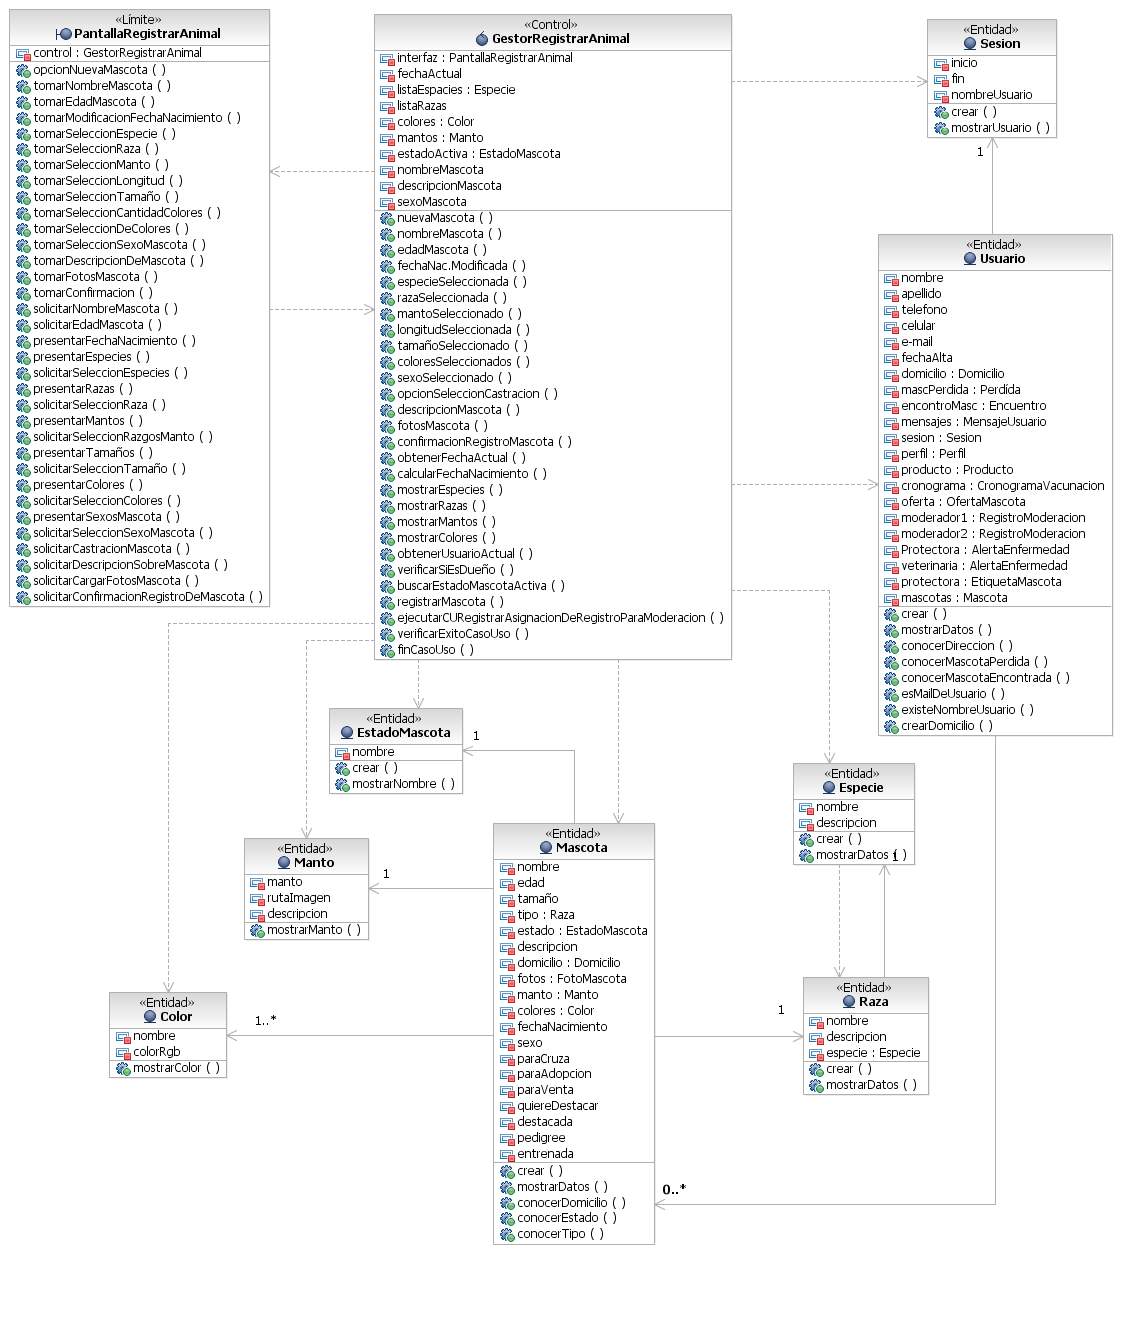 «Límite»
PantallaRegistrarAnimal
control : GestorRegistrarAnimal
opcionNuevaMascota ( )
tomarNombreMascota ( )
tomarEdadMascota ( )
tomarModificacionFechaNacimiento ( )
tomarSeleccionEspecie ( )
tomarSeleccionRaza ( )
tomarSeleccionManto ( )
tomarSeleccionLongitud ( )
tomarSeleccionTamaño ( )
tomarSeleccionCantidadColores ( )
tomarSeleccionDeColores ( )
tomarSeleccionSexoMascota ( )
tomarDescripcionDeMascota ( )
tomarFotosMascota ( )
tomarConfirmacion ( )
solicitarNombreMascota ( )
solicitarEdadMascota ( )
presentarFechaNacimiento ( )
presentarEspecies ( )
solicitarSeleccionEspecies ( )
presentarRazas ( )
solicitarSeleccionRaza ( )
presentarMantos ( )
solicitarSeleccionRazgosManto ( )
presentarTamaños ( )
solicitarSeleccionTamaño ( )
presentarColores ( )
solicitarSeleccionColores ( )
presentarSexosMascota ( )
solicitarSeleccionSexoMascota ( )
solicitarCastracionMascota ( )
solicitarDescripcionSobreMascota ( )
solicitarCargarFotosMascota ( )
solicitarConfirmacionRegistroDeMascota ( )
«Control»
GestorRegistrarAnimal
interfaz : PantallaRegistrarAnimal
fechaActual
listaEspacies : Especie
listaRazas
colores : Color
mantos : Manto
estadoActiva : EstadoMascota
nombreMascota
descripcionMascota
sexoMascota
nuevaMascota ( )
nombreMascota ( )
edadMascota ( )
fechaNac.Modificada ( )
especieSeleccionada ( )
razaSeleccionada ( )
mantoSeleccionado ( )
longitudSeleccionada ( )
tamañoSeleccionado ( )
coloresSeleccionados ( )
sexoSeleccionado ( )
opcionSeleccionCastracion ( )
descripcionMascota ( )
fotosMascota ( )
confirmacionRegistroMascota ( )
obtenerFechaActual ( )
calcularFechaNacimiento ( )
mostrarEspecies ( )
mostrarRazas ( )
mostrarMantos ( )
mostrarColores ( )
obtenerUsuarioActual ( )
verificarSiEsDueño ( )
buscarEstadoMascotaActiva ( )
registrarMascota ( )
ejecutarCURegistrarAsignacionDeRegistroParaModeracion ( )
verificarExitoCasoUso ( )
finCasoUso ( )
«Entidad»
Sesion
inicio
fin
nombreUsuario
crear ( )
mostrarUsuario ( )
1
«Entidad»
Usuario
nombre
apellido
telefono
celular
e-mail
fechaAlta
domicilio : Domicilio
mascPerdida : Perdída
encontroMasc : Encuentro
mensajes : MensajeUsuario
sesion : Sesion
perfil : Perfil
producto : Producto
cronograma : CronogramaVacunacion
oferta : OfertaMascota
moderador1 : RegistroModeracion
moderador2 : RegistroModeracion
Protectora : AlertaEnfermedad
veterinaria : AlertaEnfermedad
protectora : EtiquetaMascota
mascotas : Mascota
crear ( )
mostrarDatos ( )
conocerDireccion ( )
conocerMascotaPerdida ( )
conocerMascotaEncontrada ( )
esMailDeUsuario ( )
existeNombreUsuario ( )
crearDomicilio ( )
«Entidad»
EstadoMascota
nombre
crear ( )
mostrarNombre ( )
1
«Entidad»
Especie
nombre
descripcion
crear ( )
mostrarDatos ( )
1
«Entidad»
Manto
manto
rutaImagen
descripcion
mostrarManto ( )
1
«Entidad»
Mascota
nombre
edad
tamaño
tipo : Raza
estado : EstadoMascota
descripcion
domicilio : Domicilio
fotos : FotoMascota
manto : Manto
colores : Color
fechaNacimiento
sexo
paraCruza
paraAdopcion
paraVenta
quiereDestacar
destacada
pedigree
entrenada
crear ( )
mostrarDatos ( )
conocerDomicilio ( )
conocerEstado ( )
conocerTipo ( )
«Entidad»
Color
nombre
colorRgb
mostrarColor ( )
1..*
1
«Entidad»
Raza
nombre
descripcion
especie : Especie
crear ( )
mostrarDatos ( )
0..*